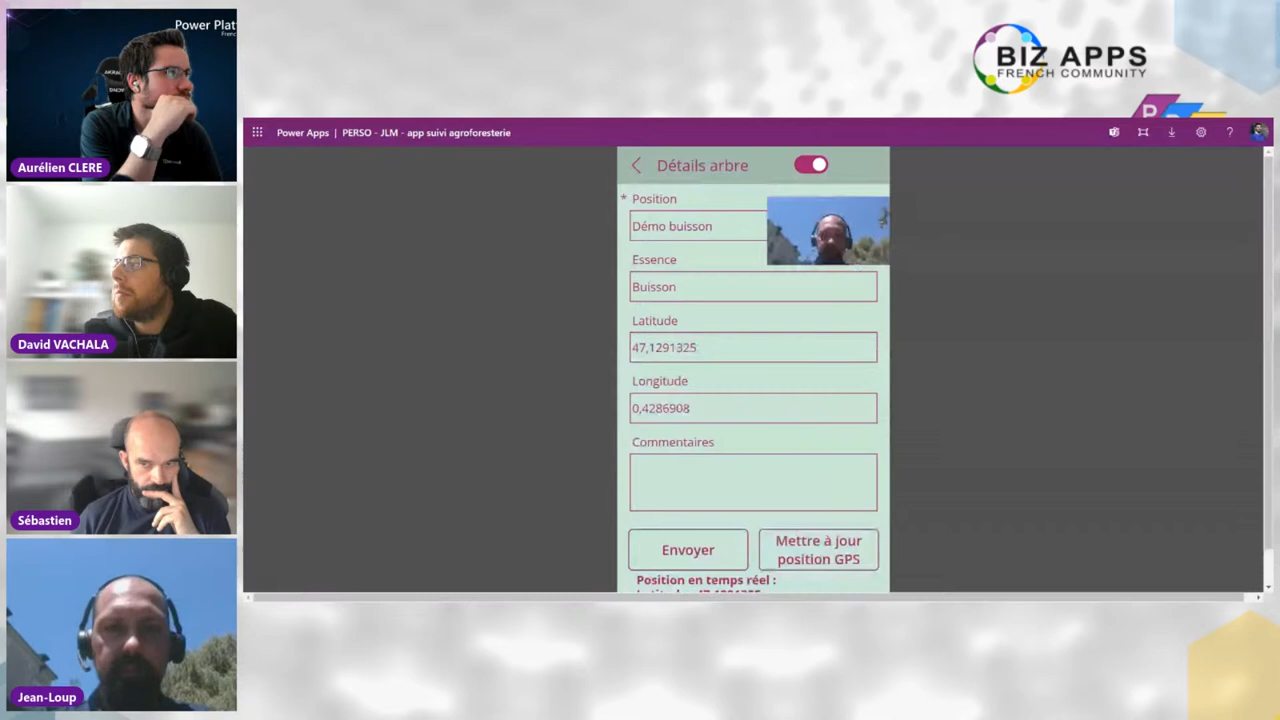 Power Plat
Aurélien CLERE
David VACHALA
Sébastien
Jean-Loup
BIZ APPS
FRENCH COMMUNITY
P
Power Apps | PERSO - JLM - app suivi agroforesterie
?
Détails arbre
* Position
Démo buisson
Essence
Buisson
Latitude
47,1291325
Longitude
0,4286908
Commentaires
Envoyer
Mettre à jour
position GPS
Position en temps réel :